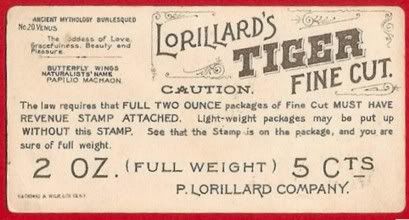 ANCIENT MYTHOLOGY BURLESQUED
No.20 VENUS
The Goddess of Love,
Gracefulness, Beauty and
Pleasure.
BUTTERFLY WINGS
NATURALISTS' NAME
PAPILIO MACHAON.
LORILLARD'S
TIGER
FINE CUT.
CAUTION.
The law requires that FULL TWO OUNCE packages of Fine Cut MUST HAVE
REVENUE STAMP ATTACHED. Light-weight packages may be put up
WITHOUT this STAMP. See that the Stamp is on the package, and you are
sure of full weight.
2 OZ. (FULL WEIGHT) 5 CTS
P. LORILLARD COMPANY.